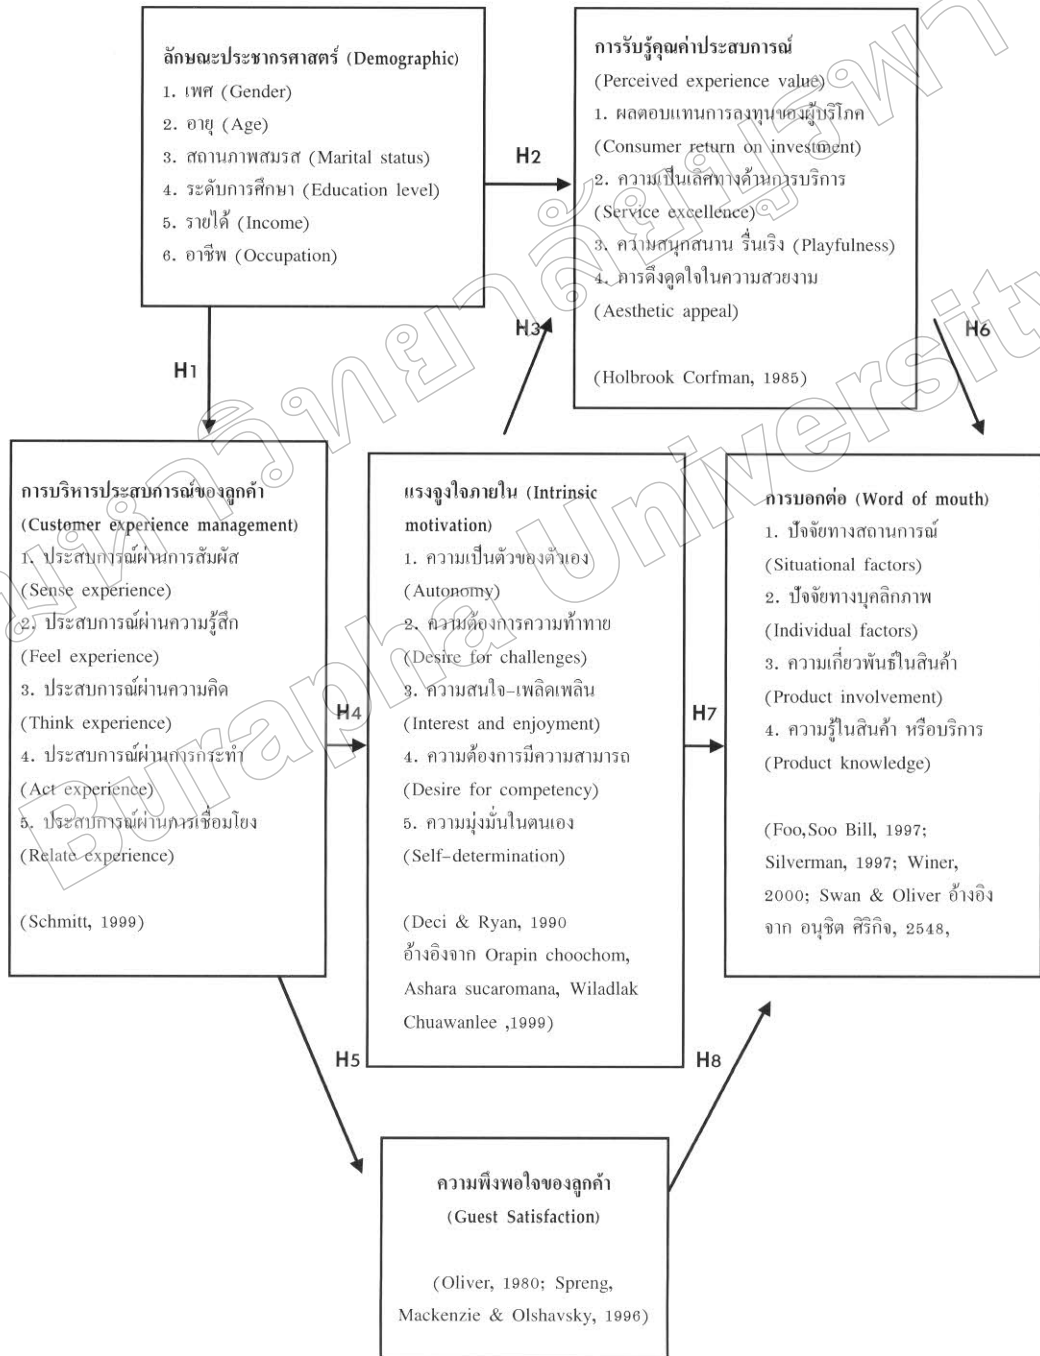 ลักษณะประชากรศาสตร์ (Demographic)
1. เพศ (Gender)
2. อายุ (Age)
3. สถานภาพสมรส (Marital status)
4. ระดับการศึกษา (Education level)
5. รายได้ (Income)
6. อาชีพ (Occupation)
H2
การรับรู้คุณค่าประสบการณ์
(Perceived experience value)
1. ผลตอบแทนการลงทุนของผู้บริโภค
(Consumer return on investment)
2. ความเป็นเลิศทางด้านการบริการ
(Service excellence)
3. ความสนุกสนาน รื่นเริง (Playfulness)
4. การดึงดูดใจในความสวยงาม
(Aesthetic appeal)
(Holbrook Corfman, 1985)
H1
H3
H6
การบริหารประสบการณ์ของลูกค้า
(Customer experience management)
1. ประสบการณ์ผ่านการสัมผัส
(Sense experience)
2. ประสบการณ์ผ่านความรู้สึก
(Feel experience)
3. ประสบการณ์ผ่านความคิด
(Think experience)
4. ประสบการณ์ผ่านการกระทำ
(Act experience)
5. ประสบการณ์ผ่านการเชื่อมโยง
(Relate experience)
(Schmitt, 1999)
H4
แรงจูงใจภายใน (Intrinsic
motivation)
1. ความเป็นตัวของตัวเอง
(Autonomy)
2. ความต้องการความท้าทาย
(Desire for challenges)
3. ความสนใจ-เพลิดเพลิน
(Interest and enjoyment)
4. ความต้องการมีความสามารถ
(Desire for competency)
5. ความมุ่งมั่นในตนเอง
(Self-determination)
(Deci & Ryan, 1990
อ้างอิงจาก Orapin choochom,
Ashara sucaromana, Wiladlak
Chuawanlee ,1999)
H7
การบอกต่อ (Word of mouth)
1. ปัจจัยทางสถานการณ์
(Situational factors)
2. ปัจจัยทางบุคลิกภาพ
(Individual factors)
3. ความเกี่ยวพันธ์ในสินค้า
(Product involvement)
4. ความรู้ในสินค้า หรือบริการ
(Product knowledge)
(Foo,Soo Bill, 1997;
Silverman, 1997; Winer,
2000; Swan & Oliver อ้างอิง
จาก อนุชิต ศิริกิจ, 2548,
H5
H8
ความพึงพอใจของลูกค้า
(Guest Satisfaction)
(Oliver, 1980; Spreng,
Mackenzie & Olshavsky, 1996)
มหาวิทยาลัยบูรพา
Burapha University